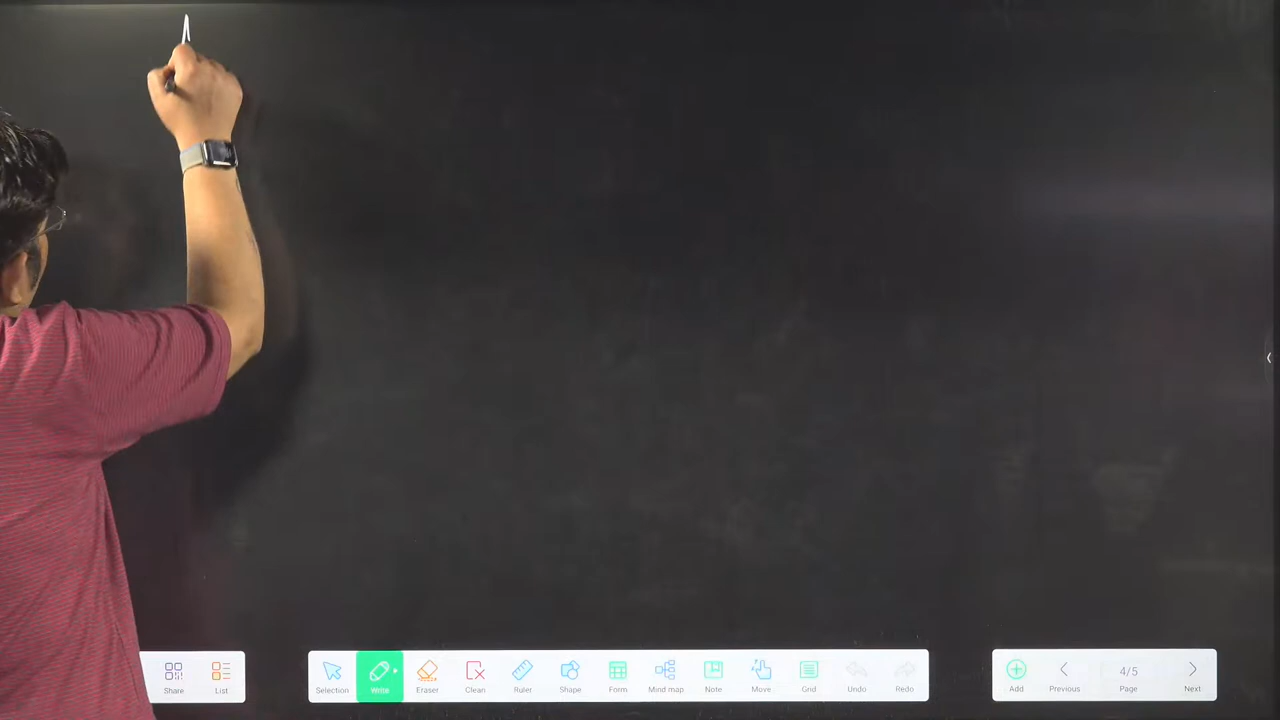 Share
List
Selection
Write
Eraser
Clean
Ruler
Shape
Form
Mind map
Note
Move
Grid
Undo
Redo
Add
Previous
4/5
Page
Next